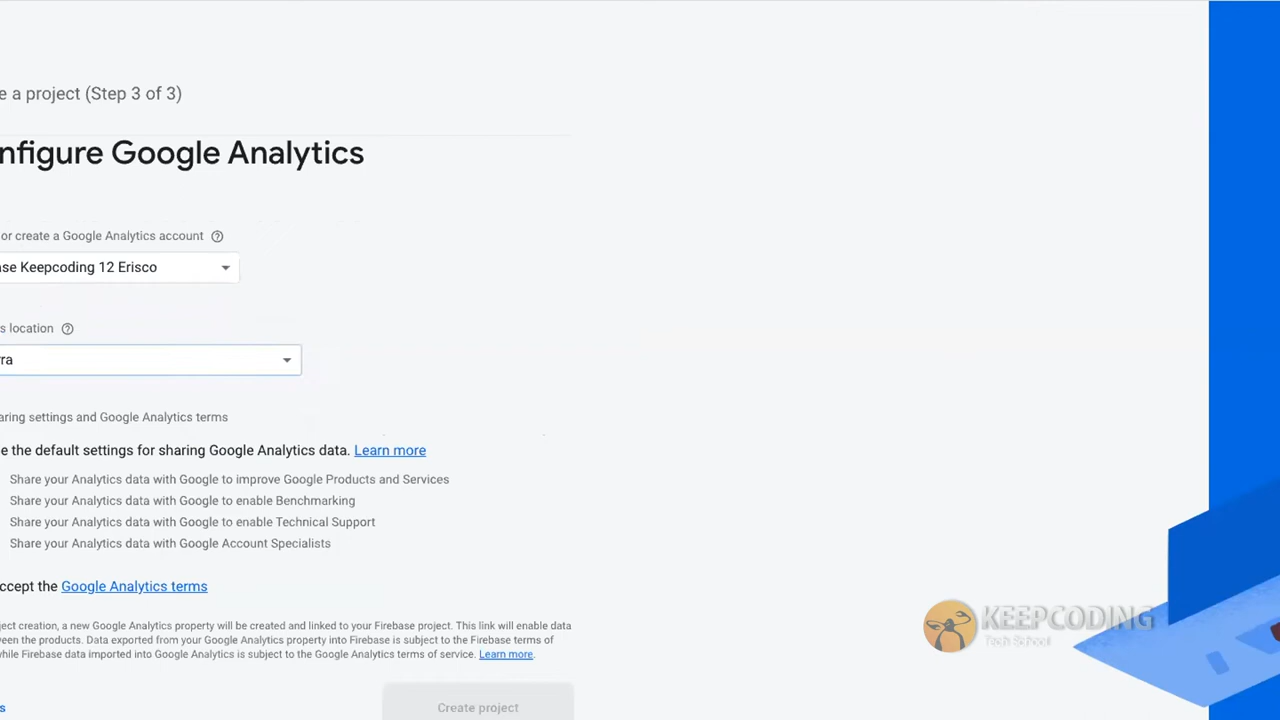 e a project (Step 3 of 3)
nfigure Google Analytics
or create a Google Analytics account
se Keepcoding 12 Erisco
s location
ra
aring settings and Google Analytics terms
e the default settings for sharing Google Analytics data. Learn more
Share your Analytics data with Google to improve Google Products and Services
Share your Analytics data with Google to enable Benchmarking
Share your Analytics data with Google to enable Technical Support
Share your Analytics data with Google Account Specialists
ccept the Google Analytics terms
ject creation, a new Google Analytics property will be created and linked to your Firebase project. This link will enable data
ween the products. Data exported from your Google Analytics property into Firebase is subject to the Firebase terms of
while Firebase data imported into Google Analytics is subject to the Google Analytics terms of service. Learn more.
s
Create project
KEEPCODING
Tech School